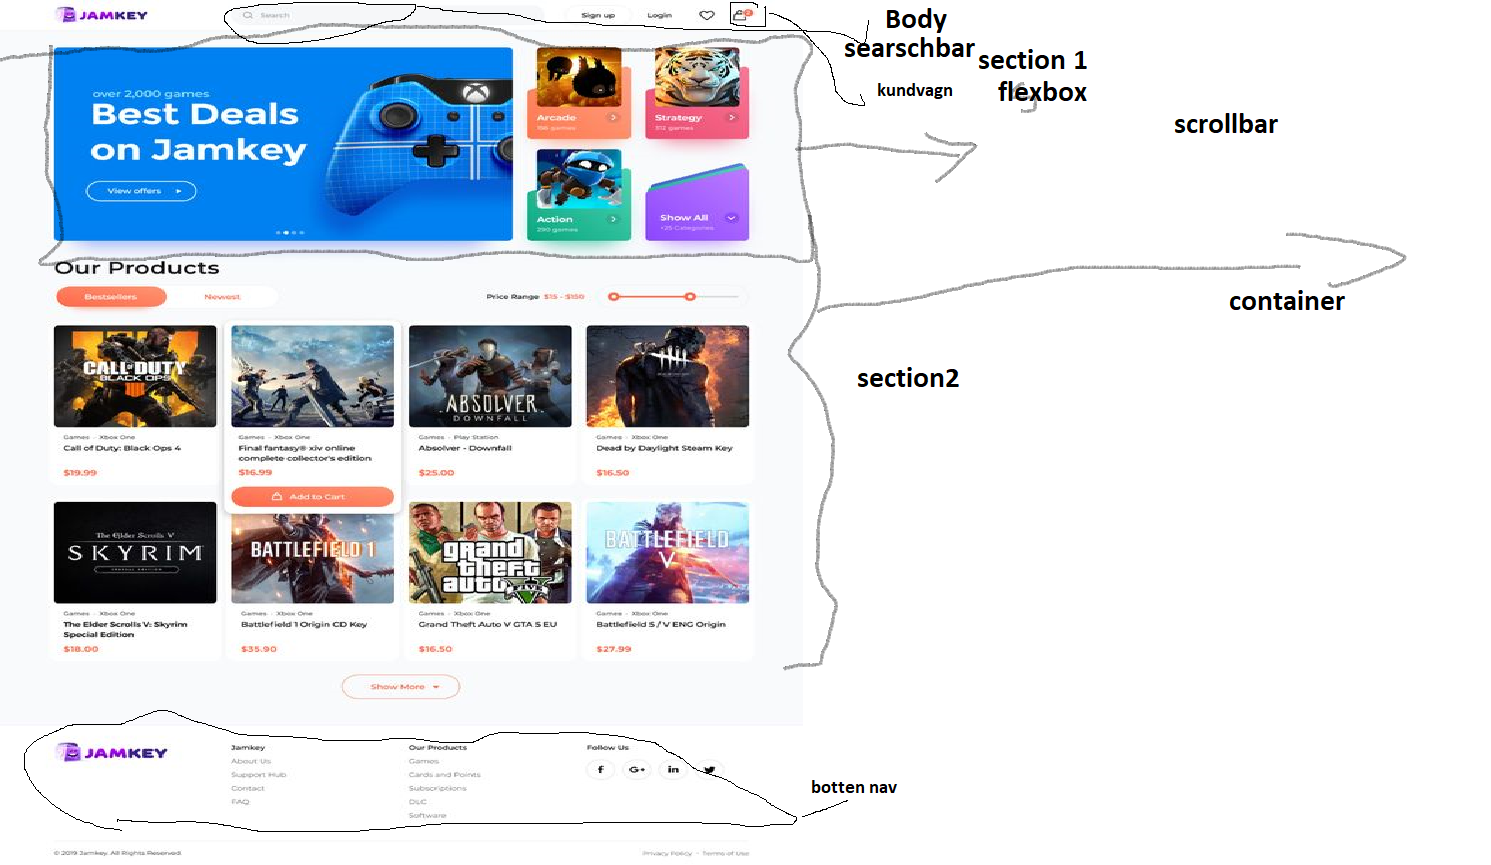 JAMKEY
Search
Sign up
Login
Body
searschbar
kundvagn
section 1
flexbox
scrollbar
over 2,000 games
Best Deals
on Jamkey
View offers
Arcade
Strategy
512 games
Action
290 games
Show All
+25 Categories
container
section2
Our Products
Bestsellers
Newest
Price Range $15 - $150
CALL OF DUTY
BLACK OPS
IIII
Games - Xbox One
Call of Duty: Black Ops 4
$19.99
Games - Xbox One
Final fantasy® xiv online
complete collector's edition
$16.99
Add to Cart
ABSOLVER
DOWNFALL
Games - Play Station
Absolver - Downfall
$25.00
Games - Xbox One
Dead by Daylight Steam Key
$16.50
The Elder Scrolls V
SKYRIM
Games - Xbox One
The Elder Scrolls V: Skyrim
Special Edition
$18.00
BATTLEFIELD 1
Games - Xbox One
Battlefield 1 Origin CD Key
$35.90
grand
theft
auto V
FIVE
Games - Xbox One
Grand Theft Auto V GTA 5 EU
$16.50
BATTLEFIELD
V
Games - Xbox One
Battlefield 5 / V ENG Origin
$27.99
Show More
JAMKEY
Jamkey
About Us
Support Hub
Contact
FAQ
Our Products
Games
Cards and Points
Subscriptions
DLC
Software
Follow Us
f
G+
in
botten nav
© 2019 Jamkey. All Rights Reserved.
Privacy Policy - Terms of Use